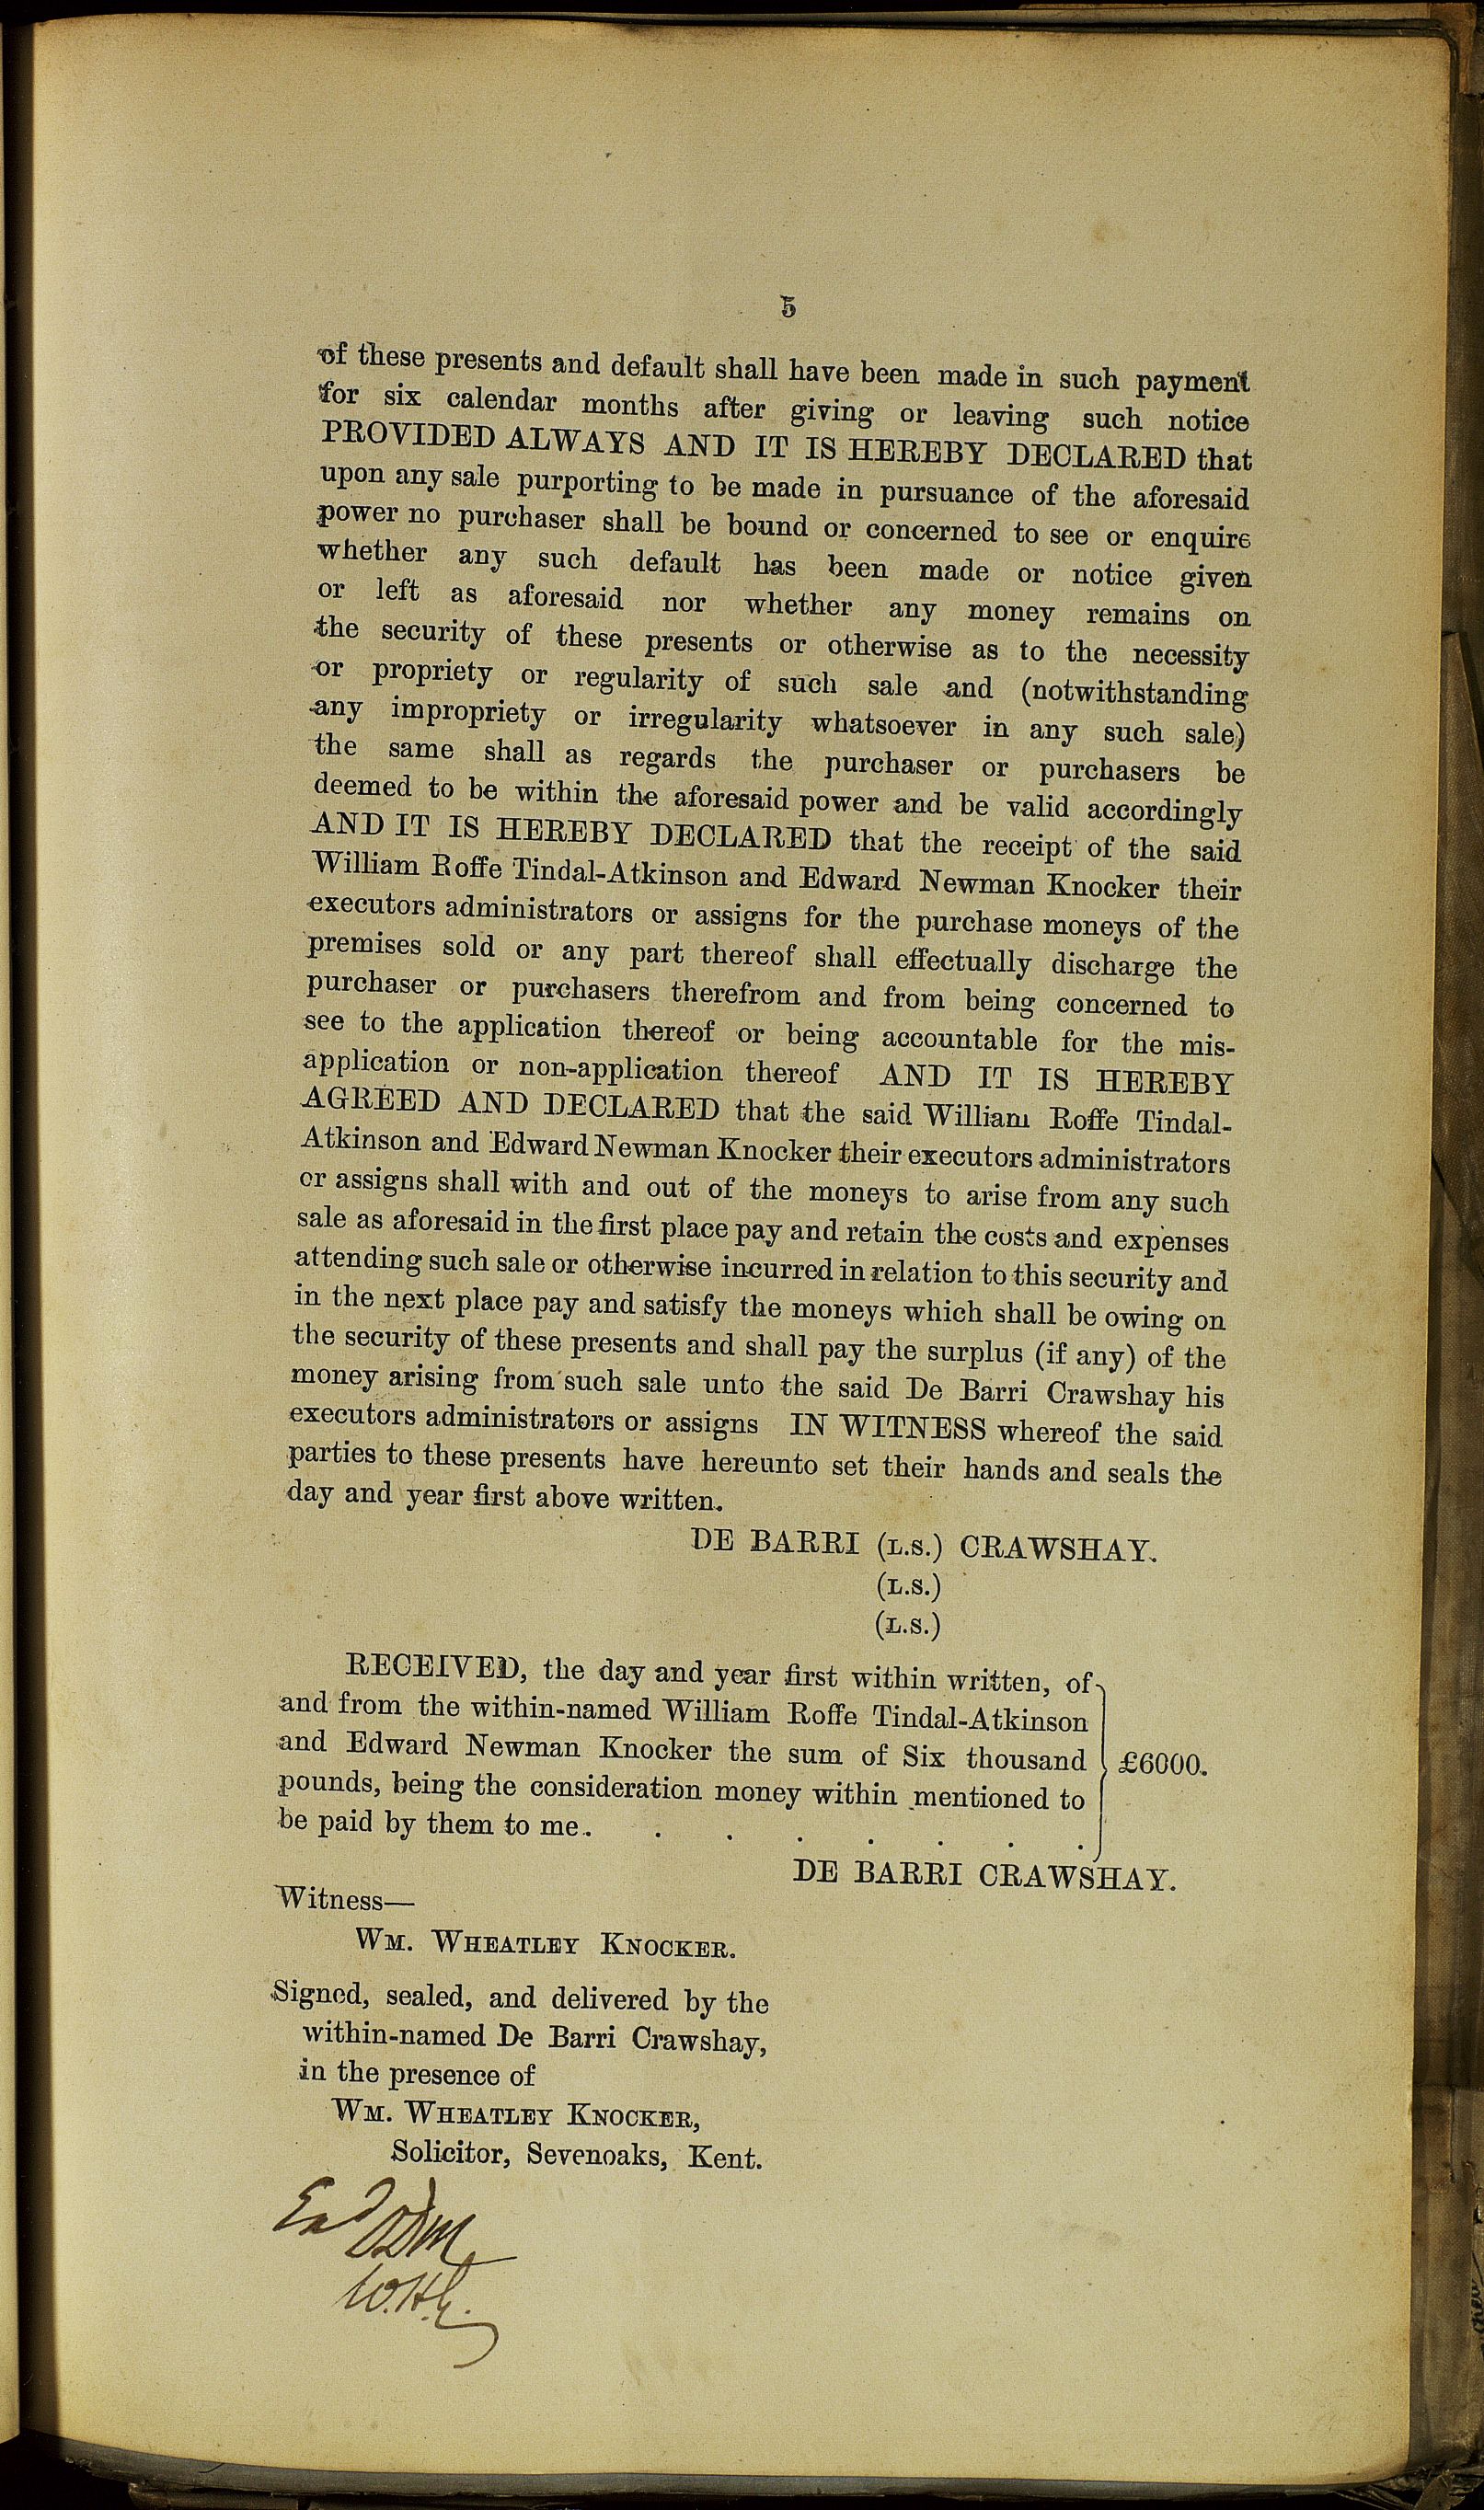 5
of these presents and default shall have been made in such payment
for six calendar months after giving or leaving such notice
PROVIDED ALWAYS AND IT IS HEREBY DECLARED that
upon any sale purporting to be made in pursuance of the aforesaid
power no purchaser shall be bound or concerned to see or enquire
whether any such default has been made or notice given
or left as aforesaid nor whether any money remains on
the security of these presents or otherwise as to the necessity
or propriety or regularity of such sale and (notwithstanding
any impropriety or irregularity whatsoever in any such sale)
the same shall as regards the purchaser or purchasers be
deemed to be within the aforesaid power and be valid accordingly
AND IT IS HEREBY DECLARED that the receipt of the said
William Roffe Tindal-Atkinson and Edward Newman Knocker their
executors administrators or assigns for the purchase moneys of the
premises sold or any part thereof shall effectually discharge the
purchaser or purchasers therefrom and from being concerned to
see to the application thereof or being accountable for the mis-
application or non-application thereof AND IT IS HEREBY
AGREED AND DECLARED that the said William Roffe Tindal-
Atkinson and Edward Newman Knocker their executors administrators
or assigns shall with and out of the moneys to arise from any such
sale as aforesaid in the first place pay and retain the costs and expenses
attending such sale or otherwise incurred in relation to this security and
in the next place pay and satisfy the moneys which shall be owing on
the security of these presents and shall pay the surplus (if any) of the
money arising from such sale unto the said De Barri Crawshay his
executors administrators or assigns IN WITNESS whereof the said
parties to these presents have hereunto set their hands and seals the
day and year first above written.
DE BARRI (L.S.) CRAWSHAY.
(L.S.)
(L.S.)
RECEIVED, the day and year first within written, of
and from the within-named William Roffe Tindal-Atkinson
and Edward Newman Knocker the sum of Six thousand £6000.
pounds, being the consideration money within mentioned to
be paid by them to me. . . . . . . .
DE BARRI CRAWSHAY.
Witness—
WM. WHEATLEY KNOCKER.
Signed, sealed, and delivered by the
within-named De Barri Crawshay,
in the presence of
WM. WHEATLEY KNOCKER,
Solicitor, Sevenoaks, Kent.